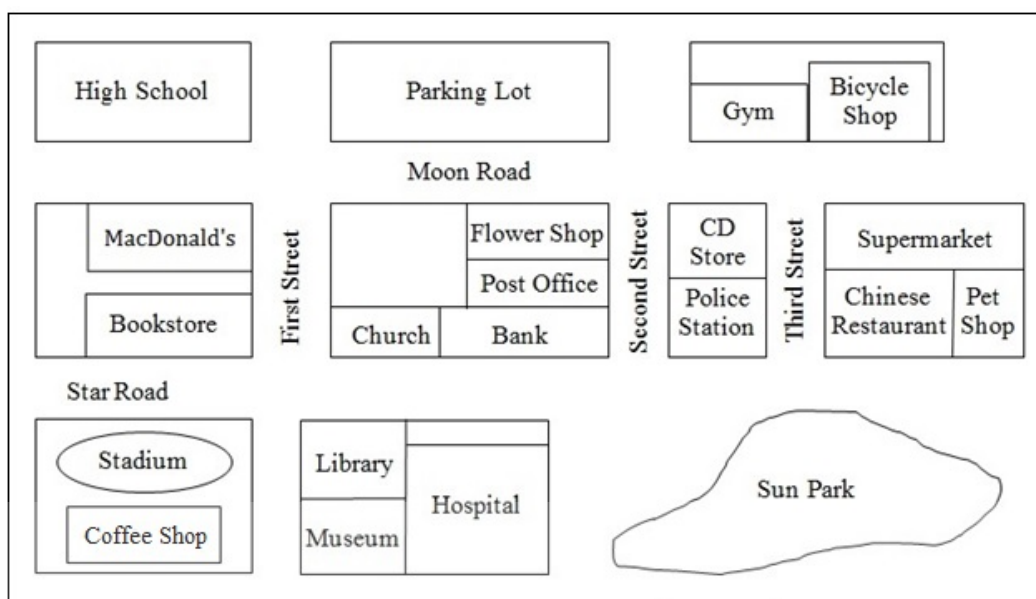 High School
Parking Lot
Gym
Bicycle
Shop
Moon Road
MacDonald's
Bookstore
First Street
Flower Shop
Post Office
Church
Bank
Second Street
CD
Store
Police
Station
Third Street
Supermarket
Chinese
Restaurant
Pet
Shop
Star Road
Stadium
Coffee Shop
Library
Museum
Hospital
Sun Park